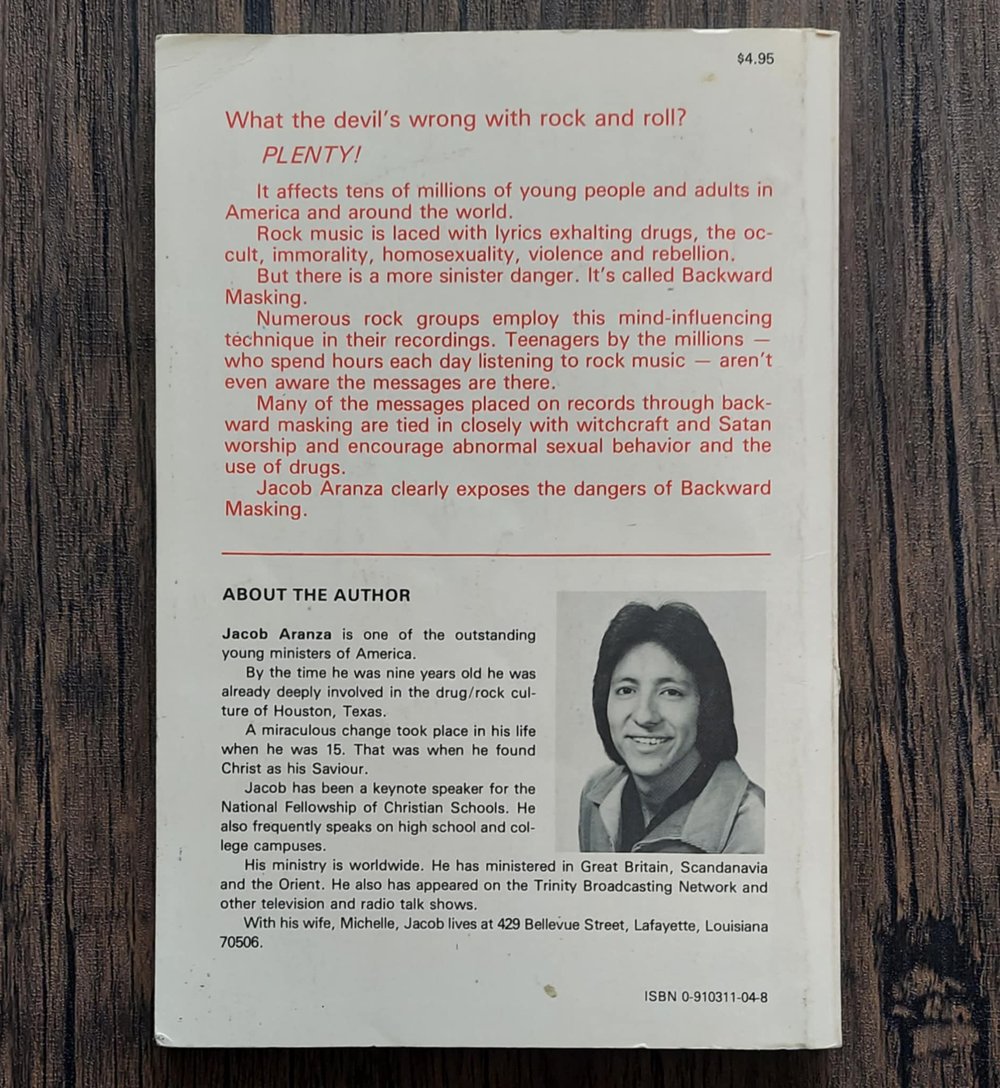 $4.95
What the devil's wrong with rock and roll?
PLENTY!
It affects tens of millions of young people and adults in
America and around the world.
Rock music is laced with lyrics exhalting drugs, the oc-
cult, immorality, homosexuality, violence and rebellion.
But there is a more sinister danger. It's called Backward
Masking.
Numerous rock groups employ this mind-influencing
technique in their recordings. Teenagers by the millions —
who spend hours each day listening to rock music — aren't
even aware the messages are there.
Many of the messages placed on records through back-
ward masking are tied in closely with witchcraft and Satan
worship and encourage abnormal sexual behavior and the
use of drugs.
Jacob Aranza clearly exposes the dangers of Backward
Masking.
ABOUT THE AUTHOR
Jacob Aranza is one of the outstanding
young ministers of America.
By the time he was nine years old he was
already deeply involved in the drug/rock cul-
ture of Houston, Texas.
A miraculous change took place in his life
when he was 15. That was when he found
Christ as his Saviour.
Jacob has been a keynote speaker for the
National Fellowship of Christian Schools. He
also frequently speaks on high school and col-
lege campuses.
His ministry is worldwide. He has ministered in Great Britain, Scandanavia
and the Orient. He also has appeared on the Trinity Broadcasting Network and
other television and radio talk shows.
With his wife, Michelle, Jacob lives at 429 Bellevue Street, Lafayette, Louisiana
70506.
ISBN 0-910311-04-8